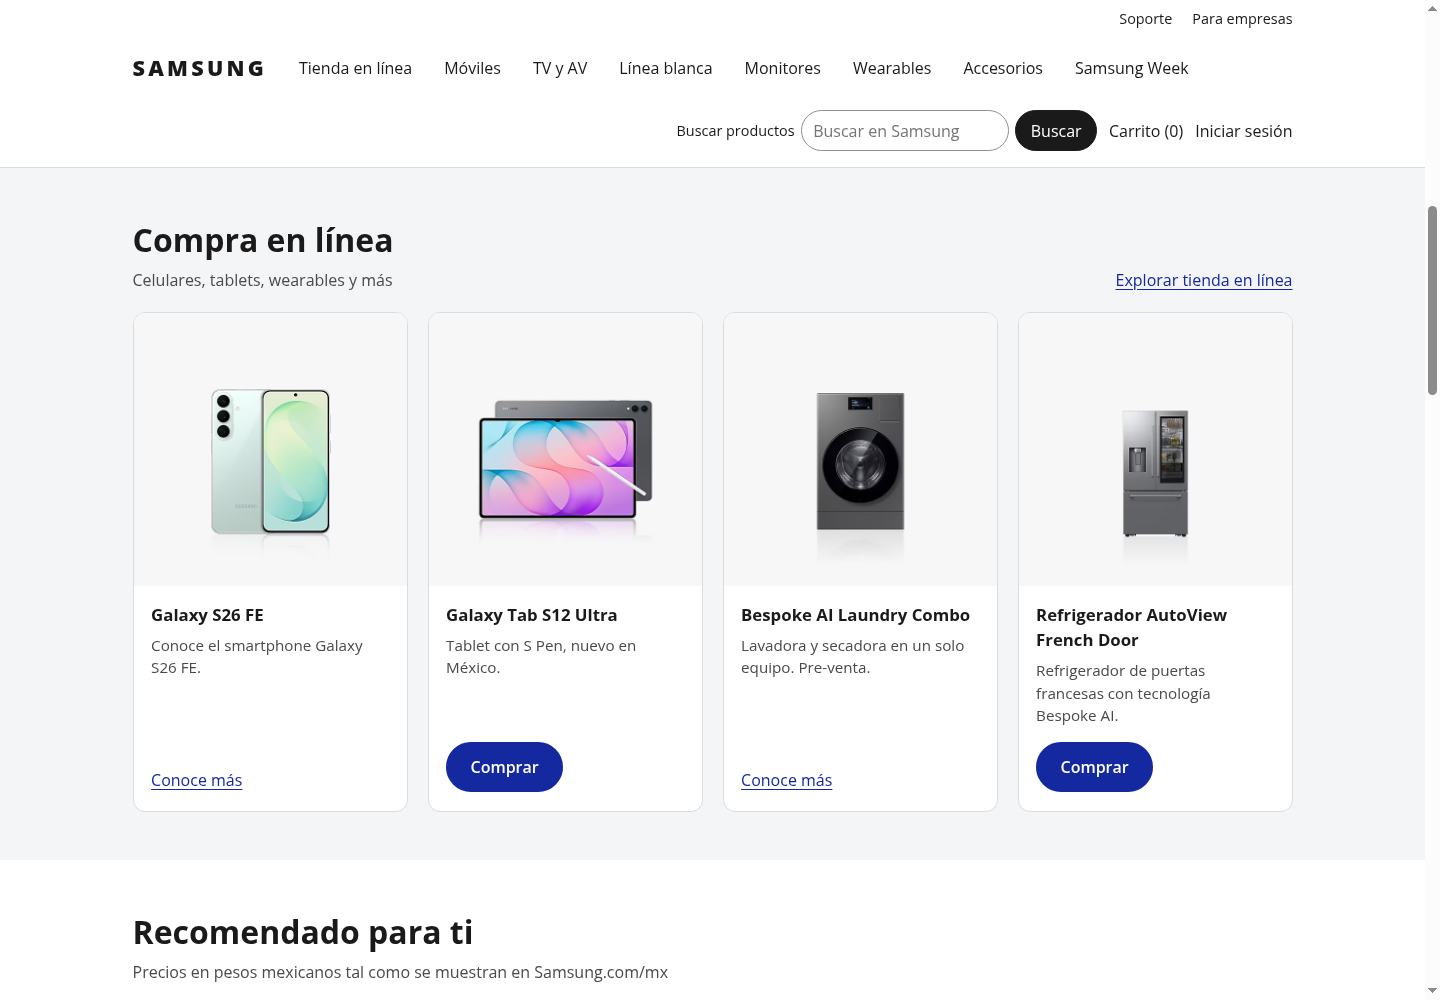 Soporte Para empresas
SAMSUNG Tienda en línea Móviles TV y AV Línea blanca Monitores Wearables Accesorios Samsung Week
Buscar productos Buscar en Samsung Buscar Carrito (0) Iniciar sesión
Compra en línea
Celulares, tablets, wearables y más
Explorar tienda en línea
Galaxy S26 FE
Conoce el smartphone Galaxy
S26 FE.
Conoce más
Galaxy Tab S12 Ultra
Tablet con S Pen, nuevo en
México.
Comprar
Bespoke AI Laundry Combo
Lavadora y secadora en un solo
equipo. Pre-venta.
Conoce más
Refrigerador AutoView
French Door
Refrigerador de puertas
francesas con tecnología
Bespoke AI.
Comprar
Recomendado para ti
Precios en pesos mexicanos tal como se muestran en Samsung.com/mx